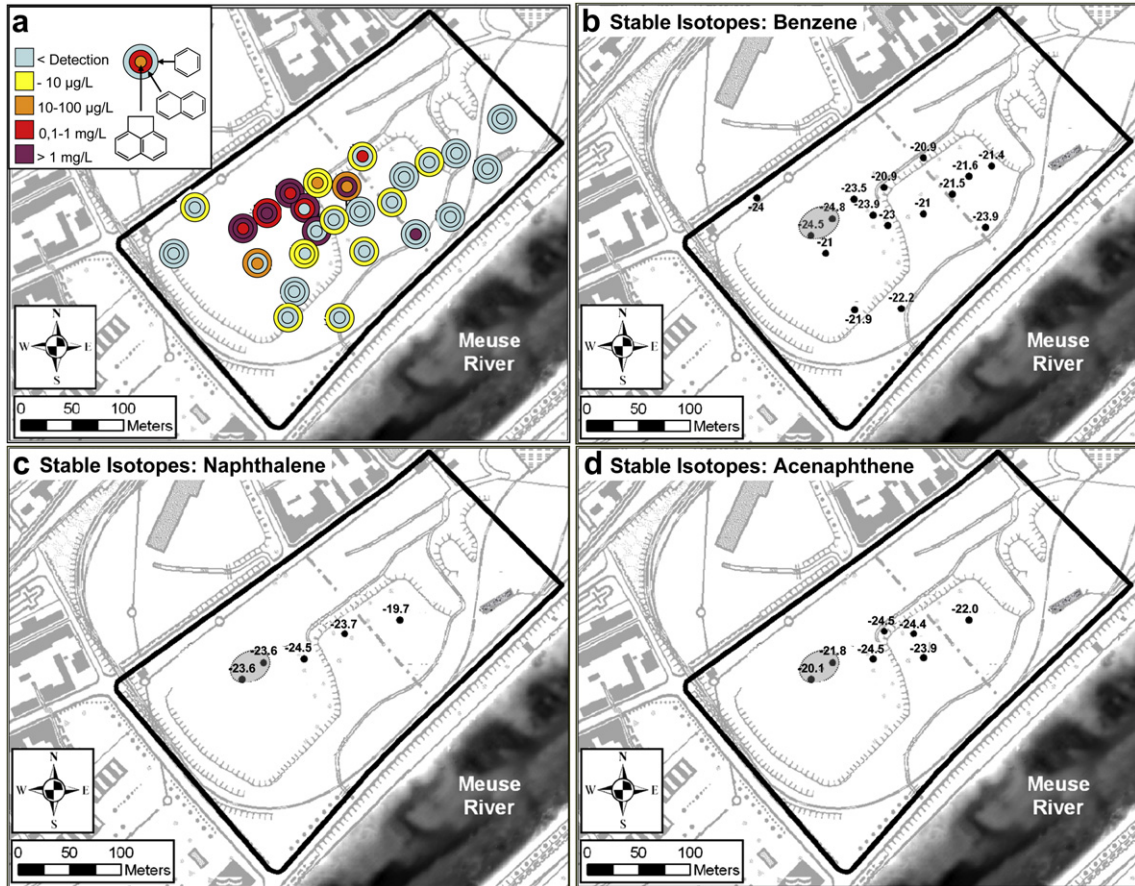 a
< Detection
- 10 µg/L
10-100 µg/L
0,1-1 mg/L
> 1 mg/L
N
W E
S
0 50 100
Meters
Meuse
River
b Stable Isotopes: Benzene
-20.9
-21.4
-21.6
-20.9
-21.5
-23.5
-24
-23.9
-24.8
-21
-23
-23.9
-24.5
-21
-22.2
-21.9
N
W E
S
0 50 100
Meters
Meuse
River
c Stable Isotopes: Naphthalene
-19.7
-23.7
-24.5
-23.6
-23.6
N
W E
S
0 50 100
Meters
Meuse
River
d Stable Isotopes: Acenaphthene
-22.0
-24.5
-24.4
-24.5
-23.9
-21.8
-20.1
N
W E
S
0 50 100
Meters
Meuse
River